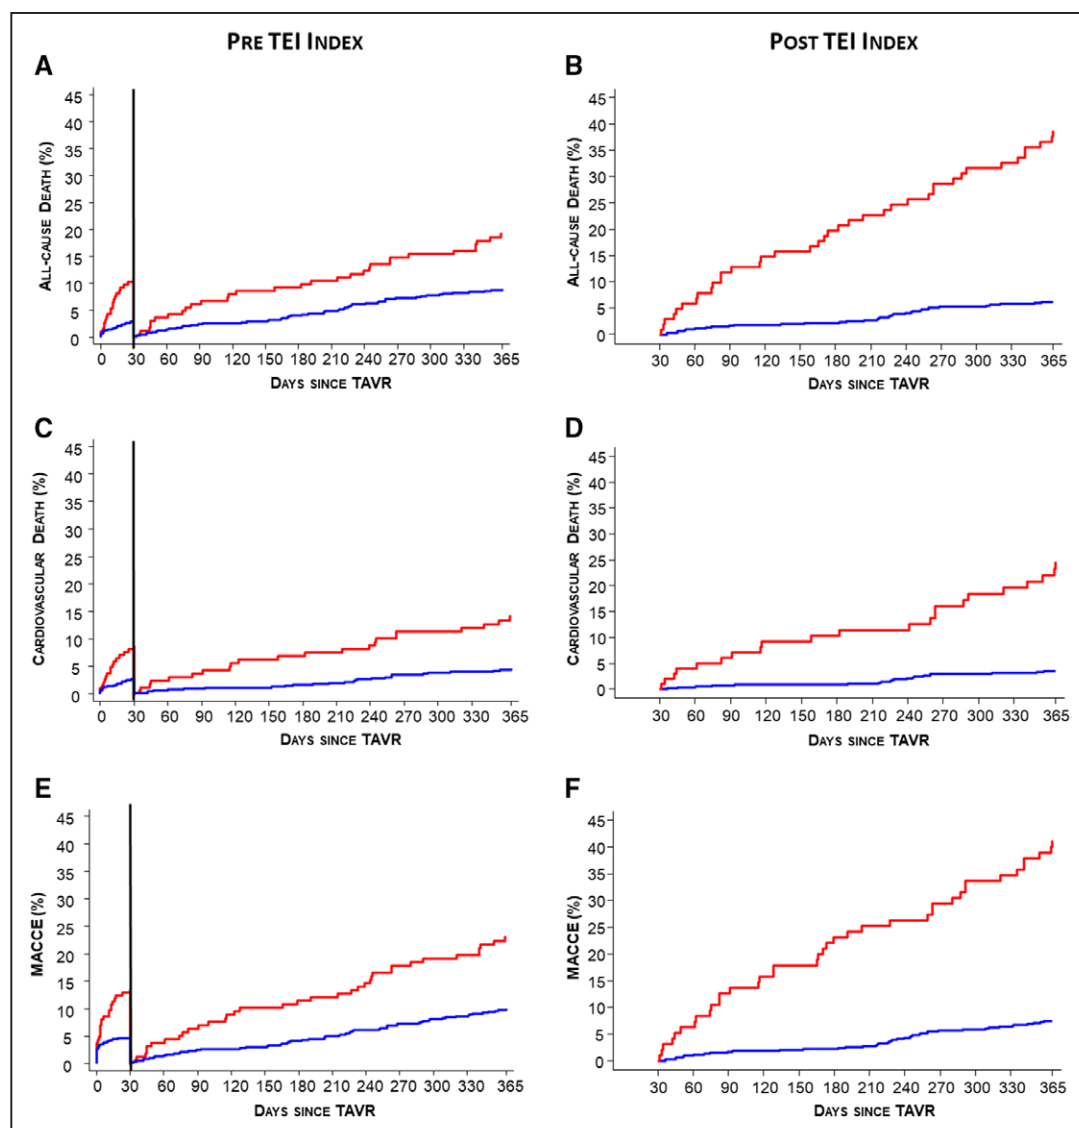 PRE TEI INDEX
POST TEI INDEX
A
B
ALL-CAUSE DEATH (%)
45
40
35
30
25
20
15
10
5
0
0 30 60 90 120 150 180 210 240 270 300 330 365
DAYS SINCE TAVR
ALL-CAUSE DEATH (%)
45
40
35
30
25
20
15
10
5
0
30 60 90 120 150 180 210 240 270 300 330 365
DAYS SINCE TAVR
C
D
CARDIOVASCULAR DEATH (%)
45
40
35
30
25
20
15
10
5
0
0 30 60 90 120 150 180 210 240 270 300 330 365
DAYS SINCE TAVR
CARDIOVASCULAR DEATH (%)
45
40
35
30
25
20
15
10
5
0
30 60 90 120 150 180 210 240 270 300 330 365
DAYS SINCE TAVR
E
F
MACCE (%)
45
40
35
30
25
20
15
10
5
0
0 30 60 90 120 150 180 210 240 270 300 330 365
DAYS SINCE TAVR
MACCE (%)
45
40
35
30
25
20
15
10
5
0
30 60 90 120 150 180 210 240 270 300 330 365
DAYS SINCE TAVR